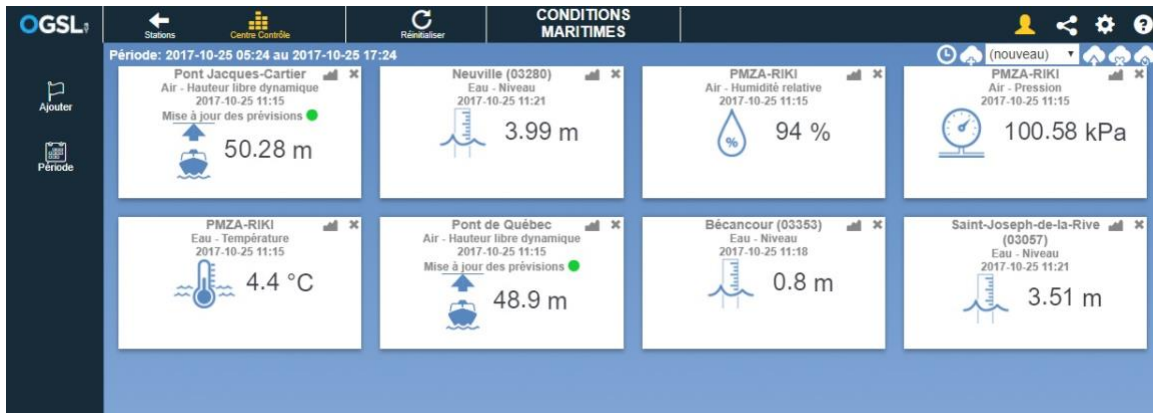 OGSL
Stations
Centre Contrôle
Réinitialiser
CONDITIONS
MARITIMES
?
Ajouter
Période
Période: 2017-10-25 05:24 au 2017-10-25 17:24
(nouveau)
Pont Jacques-Cartier
Air - Hauteur libre dynamique
2017-10-25 11:15
Mise à jour des prévisions
50.28 m
Neuville (03280)
Eau - Niveau
2017-10-25 11:21
3.99 m
PMZA-RIKI
Air - Humidité relative
2017-10-25 11:15
%
94 %
PMZA-RIKI
Air - Pression
2017-10-25 11:15
100.58 kPa
PMZA-RIKI
Eau - Température
2017-10-25 11:15
4.4 °C
Pont de Québec
Air - Hauteur libre dynamique
2017-10-25 11:15
Mise à jour des prévisions
48.9 m
Bécancour (03353)
Eau - Niveau
2017-10-25 11:18
0.8 m
Saint-Joseph-de-la-Rive
(03057)
Eau - Niveau
2017-10-25 11:21
3.51 m